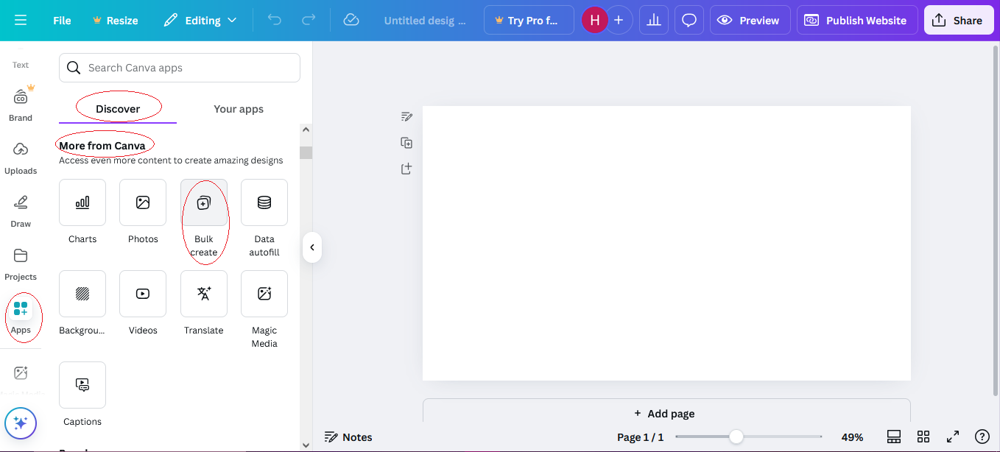 File
Resize
Editing
Untitled desig ...
Try Pro f...
H
+
Preview
Publish Website
Share
Text
Brand
Uploads
Draw
Projects
Apps
Search Canva apps
Discover
Your apps
More from Canva
Access even more content to create amazing designs
Charts
Photos
Bulk
create
Data
autofill
Backgrou...
Videos
Translate
Magic
Media
Captions
+ Add page
Notes
Page 1 / 1
49%